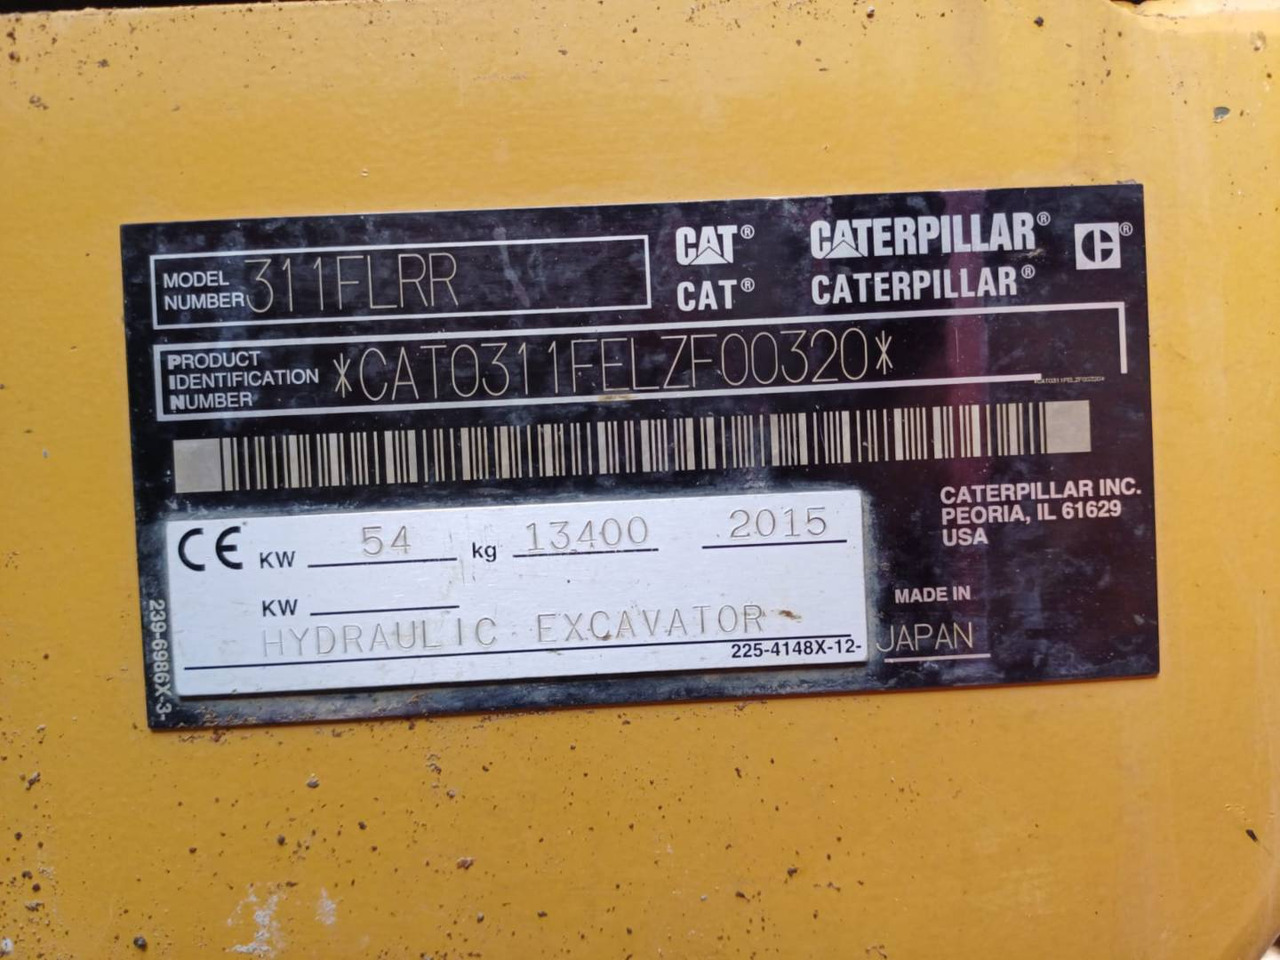 MODEL NUMBER 311FLRR
CAT® CATERPILLAR®
CAT® CATERPILLAR®
PRODUCT IDENTIFICATION NUMBER *CAT0311FELZF00320*
*CAT0311FELZF00320*
CATERPILLAR INC.
PEORIA, IL 61629
USA
CE KW 54 kg 13400 2015
KW
HYDRAULIC EXCAVATOR
225-4148X-12-
MADE IN
JAPAN
239-6986X-3-